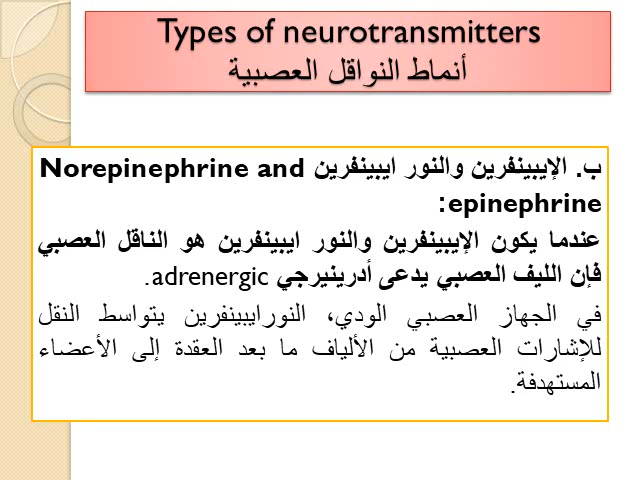 Types of neurotransmitters
أنماط النواقل العصبية
ب. الإيبينفرين والنور ايبينفرين Norepinephrine and
epinephrine:
عندما يكون الإيبينفرين والنور ايبينفرين هو الناقل العصبي
فإن الليف العصبي يدعى أدرينيرجي adrenergic.
في الجهاز العصبي الودي، النورايبينفرين يتواسط النقل
للإشارات العصبية من الألياف ما بعد العقدة إلى الأعضاء
المستهدفة.